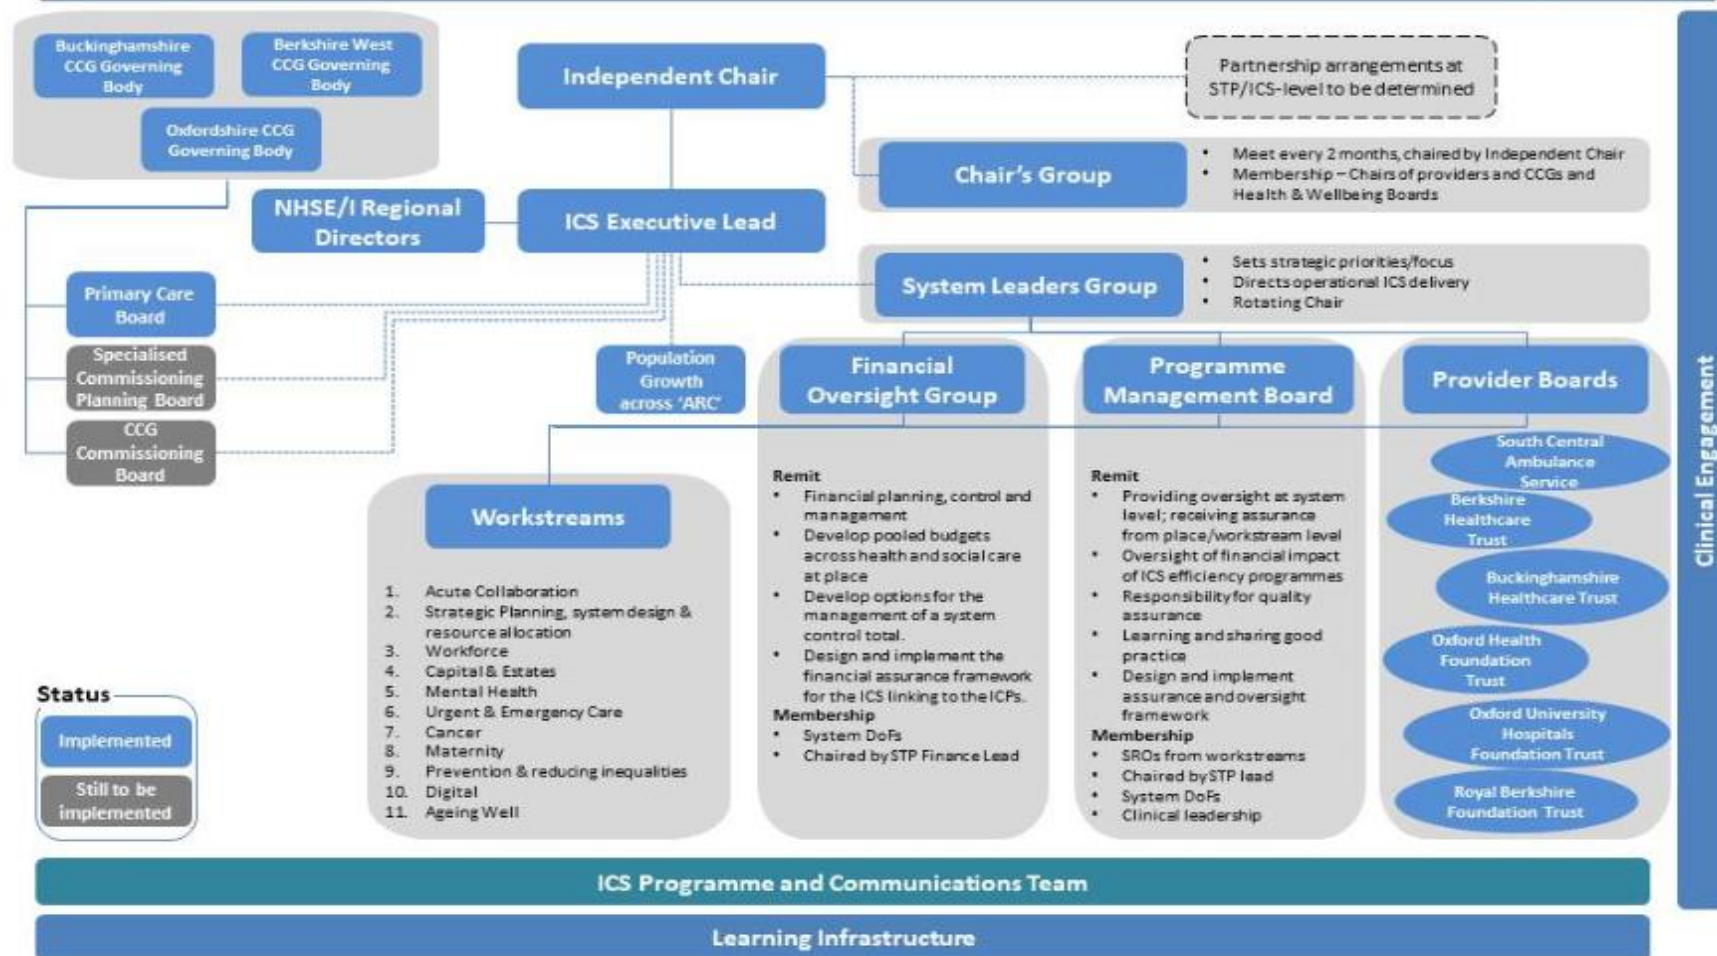 Buckinghamshire
CCG Governing
Body
Berkshire West
CCG Governing
Body
Oxfordshire CCG
Governing Body
Independent Chair
Partnership arrangements at
STP/ICS-level to be determined
Chair's Group
• Meet every 2 months, chaired by Independent Chair
• Membership – Chairs of providers and CCGs and
Health & Wellbeing Boards
NHSE/I Regional
Directors
ICS Executive Lead
System Leaders Group
• Sets strategic priorities/focus
• Directs operational ICS delivery
• Rotating Chair
Primary Care
Board
Specialised
Commissioning
Planning Board
CCG
Commissioning
Board
Population
Growth
across 'ARC'
Financial
Oversight Group
Programme
Management Board
Provider Boards
Workstreams
1. Acute Collaboration
2. Strategic Planning, system design &
resource allocation
3. Workforce
4. Capital & Estates
5. Mental Health
6. Urgent & Emergency Care
7. Cancer
8. Maternity
9. Prevention & reducing inequalities
10. Digital
11. Ageing Well
Remit
• Financial planning, control and
management
• Develop pooled budgets
across health and social care
at place
• Develop options for the
management of a system
control total.
• Design and implement the
financial assurance framework
for the ICS linking to the ICPs.
Membership
• System DoFs
• Chaired by STP Finance Lead
Remit
• Providing oversight at system
level; receiving assurance
from place/workstream level
• Oversight of financial impact
of ICS efficiency programmes
• Responsibility for quality
assurance
• Learning and sharing good
practice
• Design and implement
assurance and oversight
framework
Membership
• SROs from workstreams
• Chaired by STP lead
• System DoFs
• Clinical leadership
South Central
Ambulance
Service
Berkshire
Healthcare
Trust
Buckinghamshire
Healthcare Trust
Oxford Health
Foundation
Trust
Oxford University
Hospitals
Foundation Trust
Royal Berkshire
Foundation Trust
Status
Implemented
Still to be
implemented
ICS Programme and Communications Team
Learning Infrastructure
Clinical Engagement